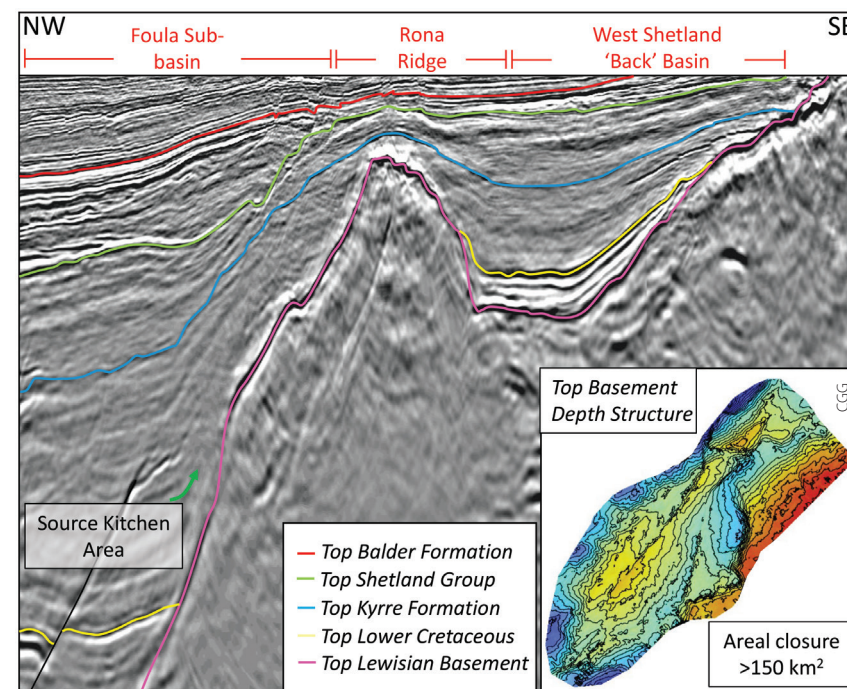 NW
SE
Foula Sub-
basin
Rona
Ridge
West Shetland
‘Back’ Basin
Source Kitchen
Area
Top Balder Formation
Top Shetland Group
Top Kyrre Formation
Top Lower Cretaceous
Top Lewisian Basement
Top Basement
Depth Structure
CGG
Areal closure
>150 km²